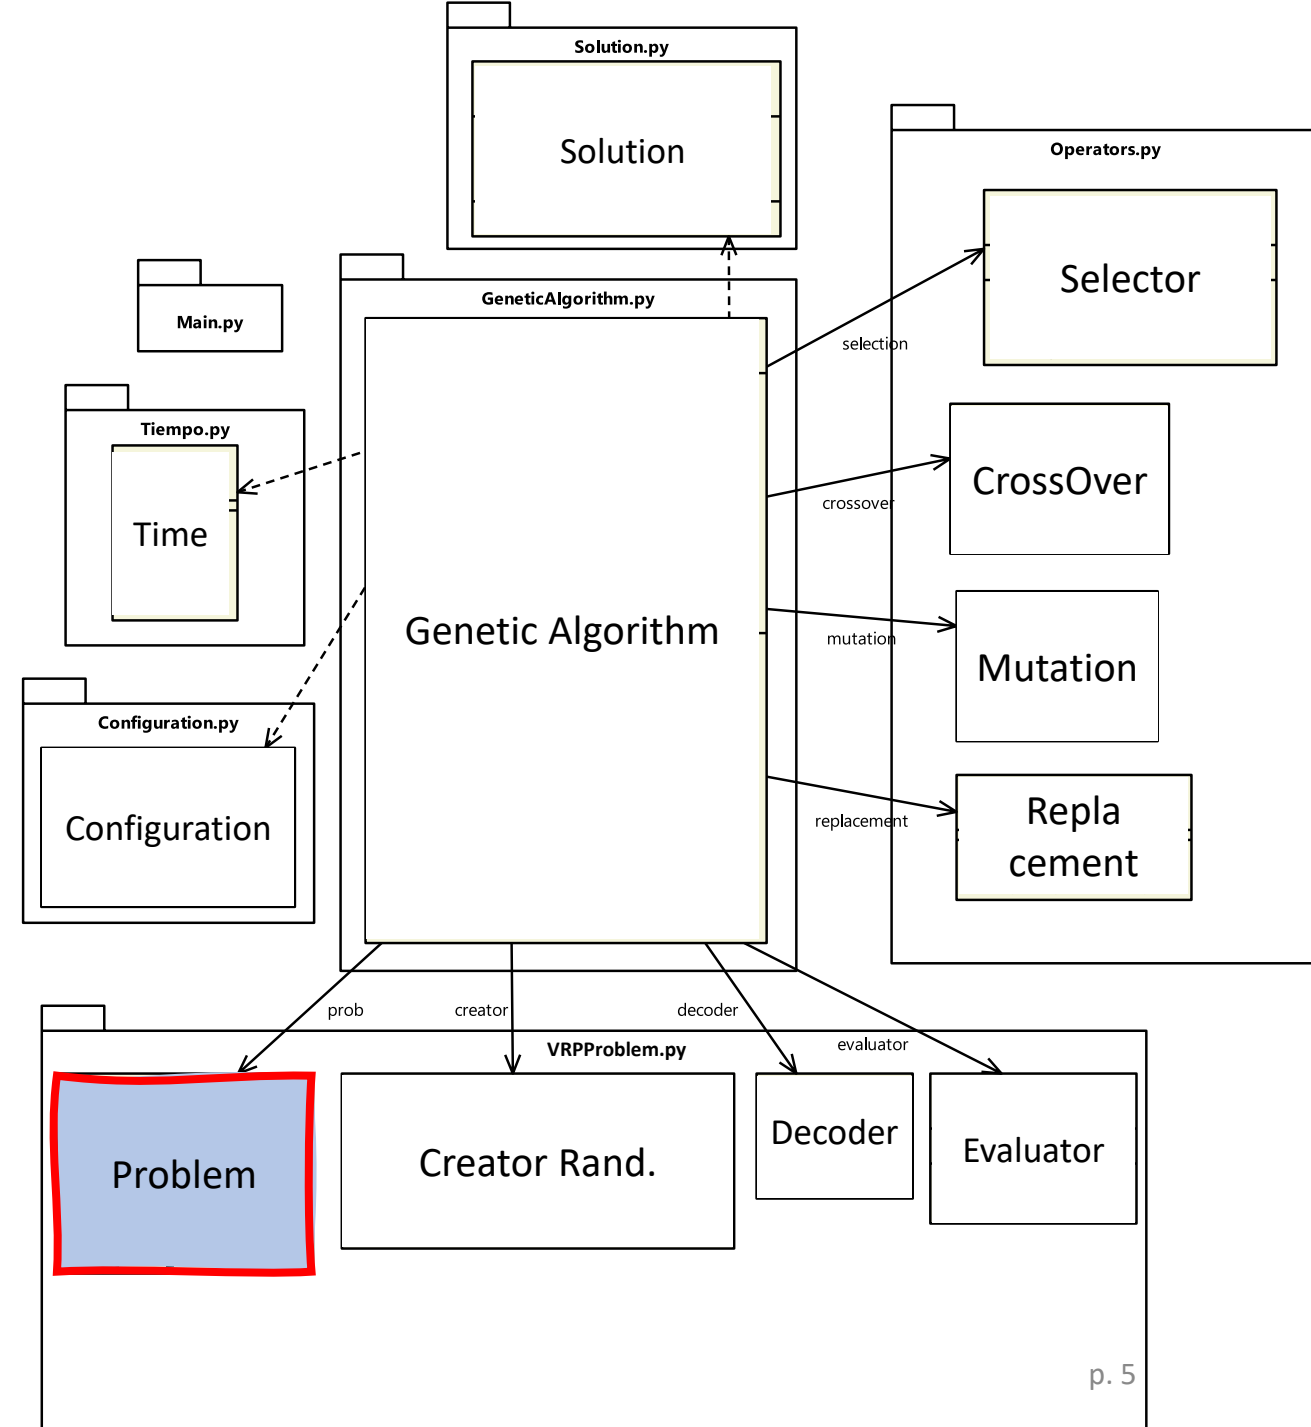 Solution.py
Solution
Operators.py
Selector
Main.py
GeneticAlgorithm.py
selection
Tiempo.py
Time
crossover
CrossOver
Genetic Algorithm
mutation
Mutation
Configuration.py
Configuration
replacement
Repla
cement
prob
creator
decoder
evaluator
VRPProblem.py
Problem
Creator Rand.
Decoder
Evaluator
p. 5